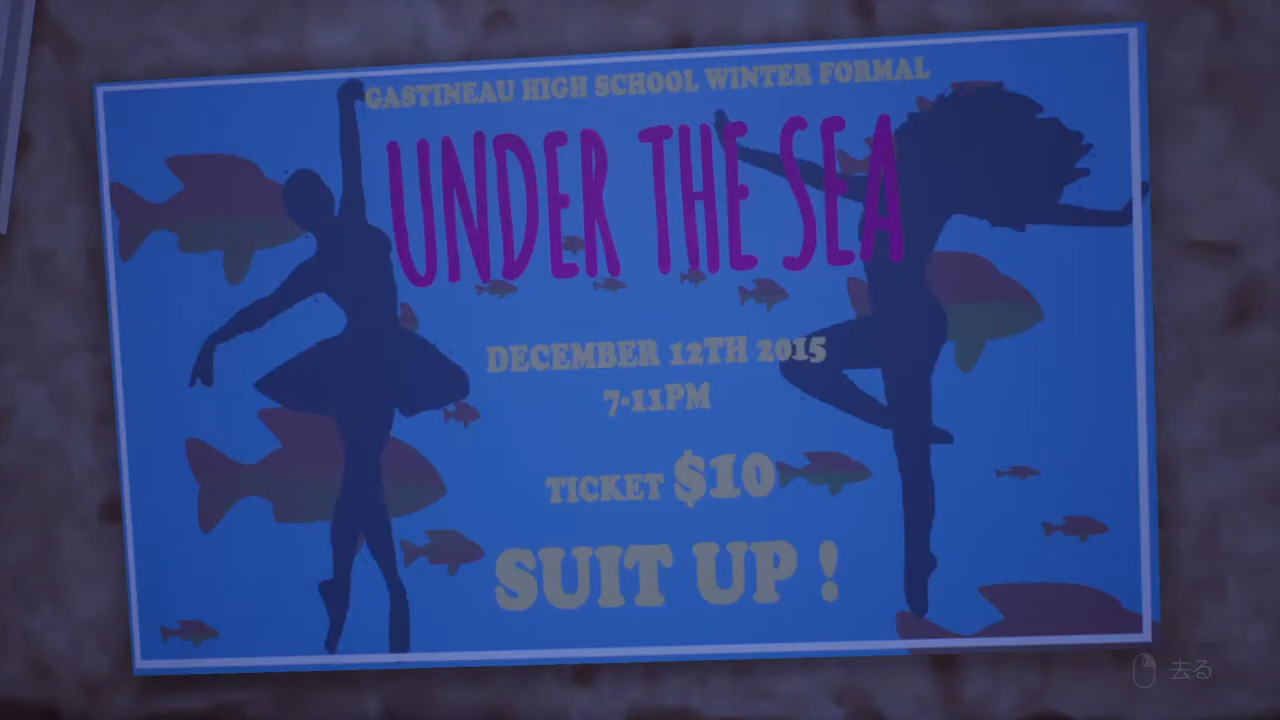 GASTINEAU HIGH SCHOOL WINTER FORMAL
UNDER THE SEA
DECEMBER 12TH 2015
7-11PM
TICKET $10
SUIT UP !
去る